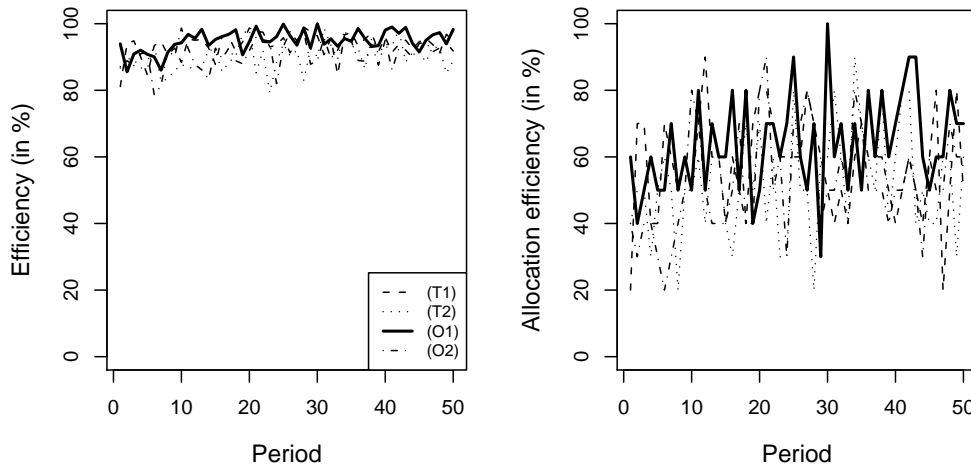 Efficiency (in %)
100
80
60
40
20
0
0 10 20 30 40 50
Period
(T1)
(T2)
(O1)
(O2)
Allocation efficiency (in %)
100
80
60
40
20
0
0 10 20 30 40 50
Period